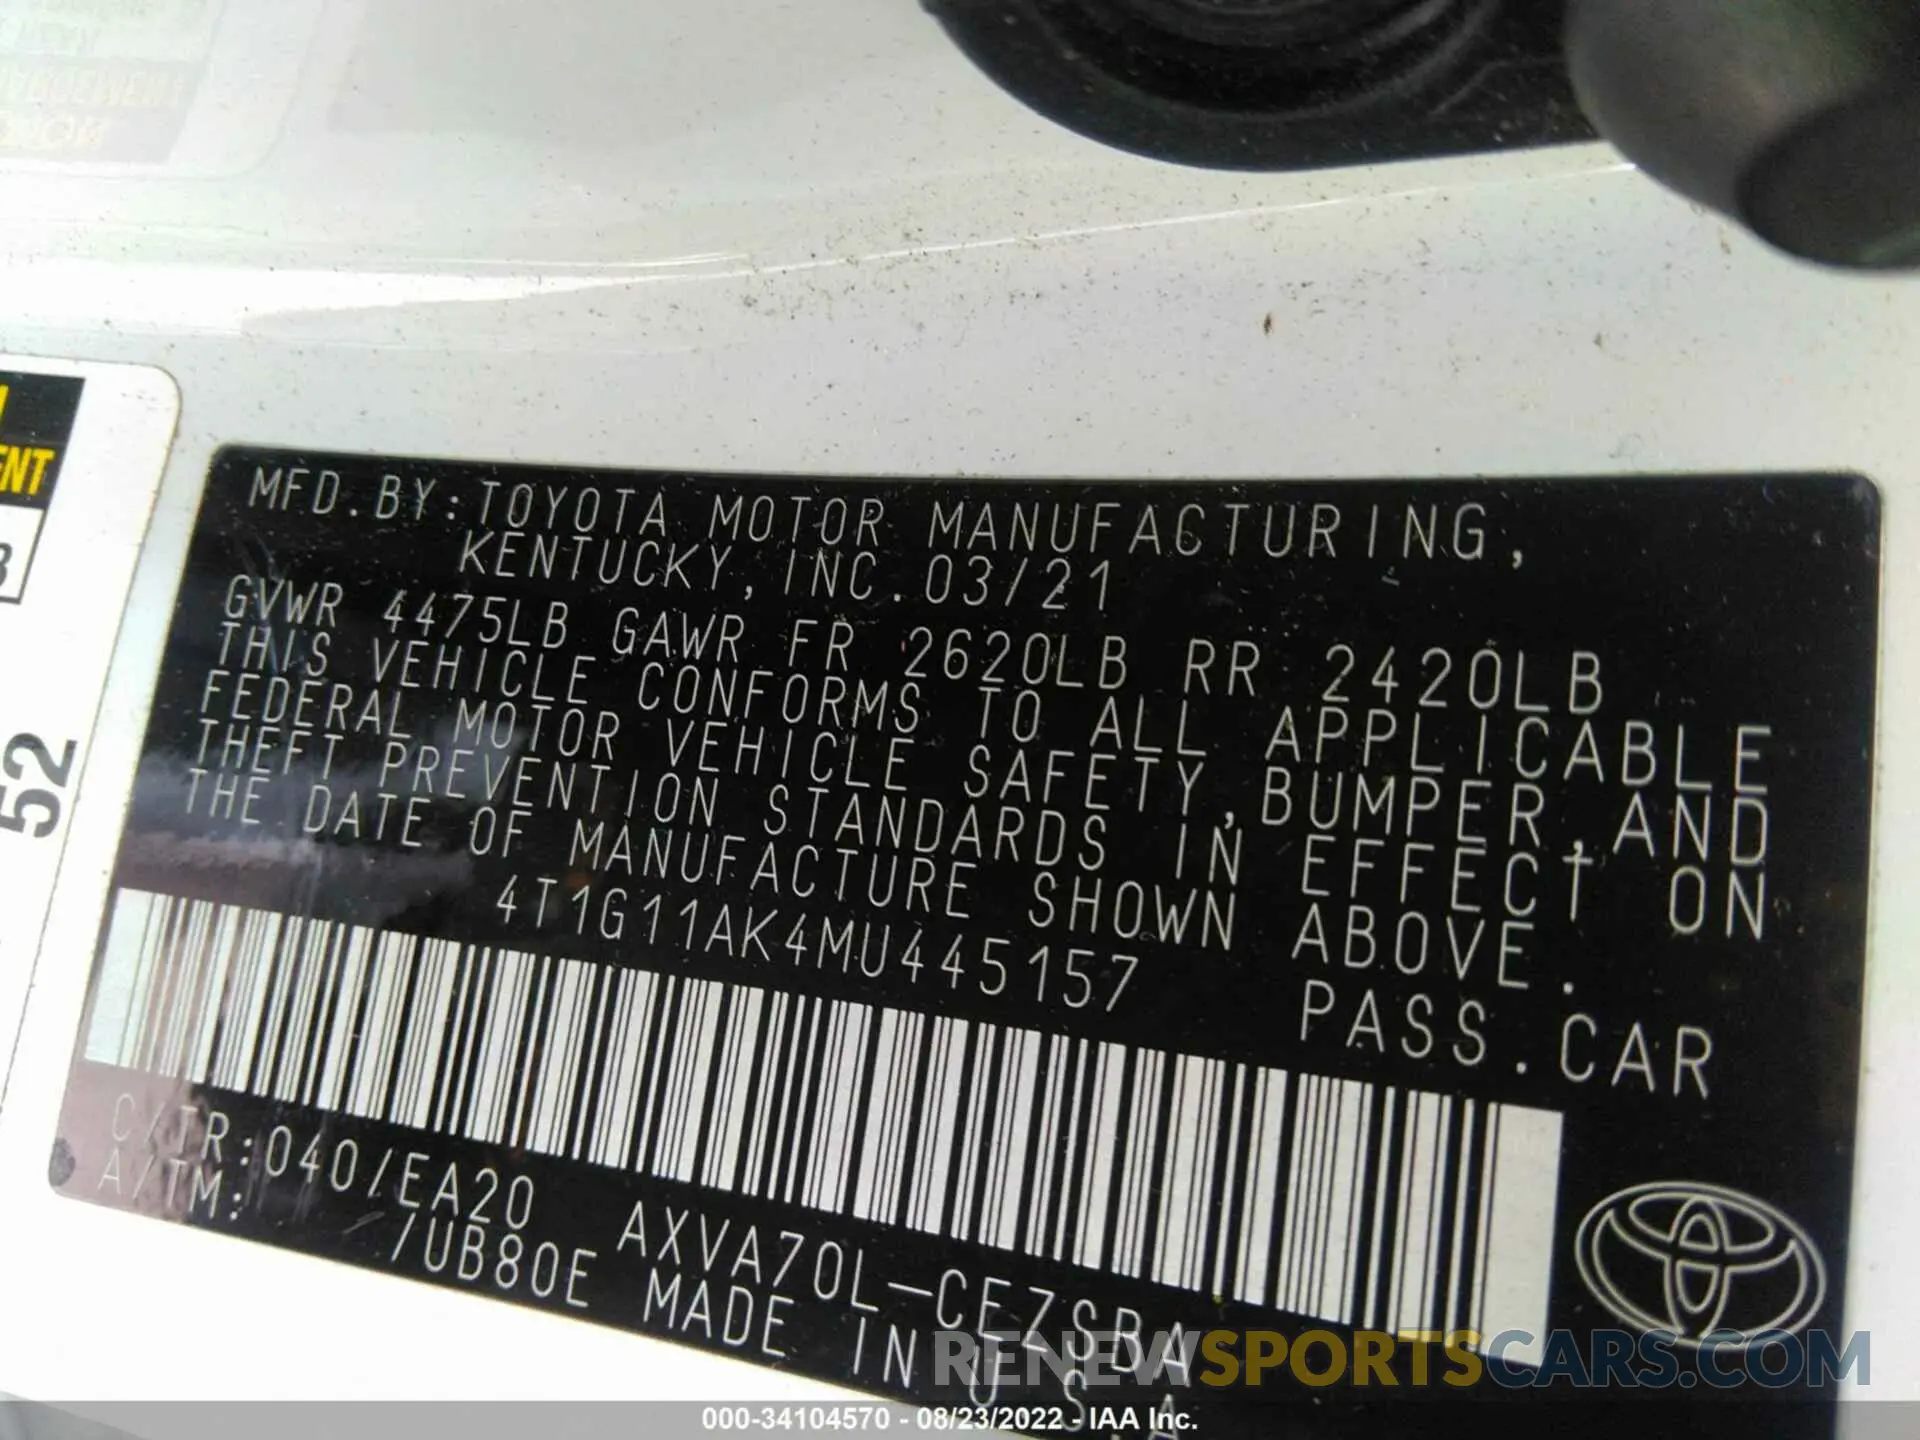 ENT
52
MFD.BY:TOYOTA MOTOR MANUFACTURING,
KENTUCKY, INC. 03/21
GVWR 4475LB GAWR FR 2620LB RR 2420LB
THIS VEHICLE CONFORMS TO ALL APPLICABLE
FEDERAL MOTOR VEHICLE SAFETY, BUMPER, AND
THEFT PREVENTION STANDARDS IN EFFECT ON
THE DATE OF MANUFACTURE SHOWN ABOVE.
4T1G11AK4MU445157 PASS.CAR
C/TR:040/EA20 AXVA70L-CEZSBA
A/TM: /UB80E MADE IN U.S.A
RENEWSPORTSCARS.COM
000-34104570 - 08/23/2022 - IAA Inc.